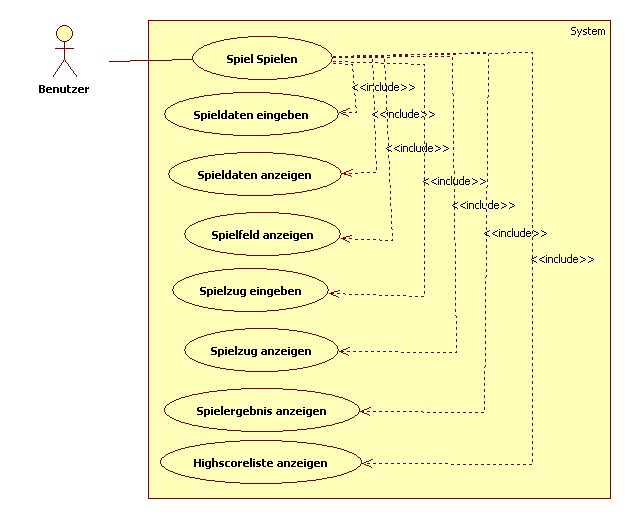 System
Spiel Spielen
Benutzer
<<include>>
Spieldaten eingeben
<<include>>
<<include>>
Spieldaten anzeigen
<<include>>
<<include>>
Spielfeld anzeigen
<<include>>
<<include>>
Spielzug eingeben
Spielzug anzeigen
Spielergebnis anzeigen
Highscoreliste anzeigen